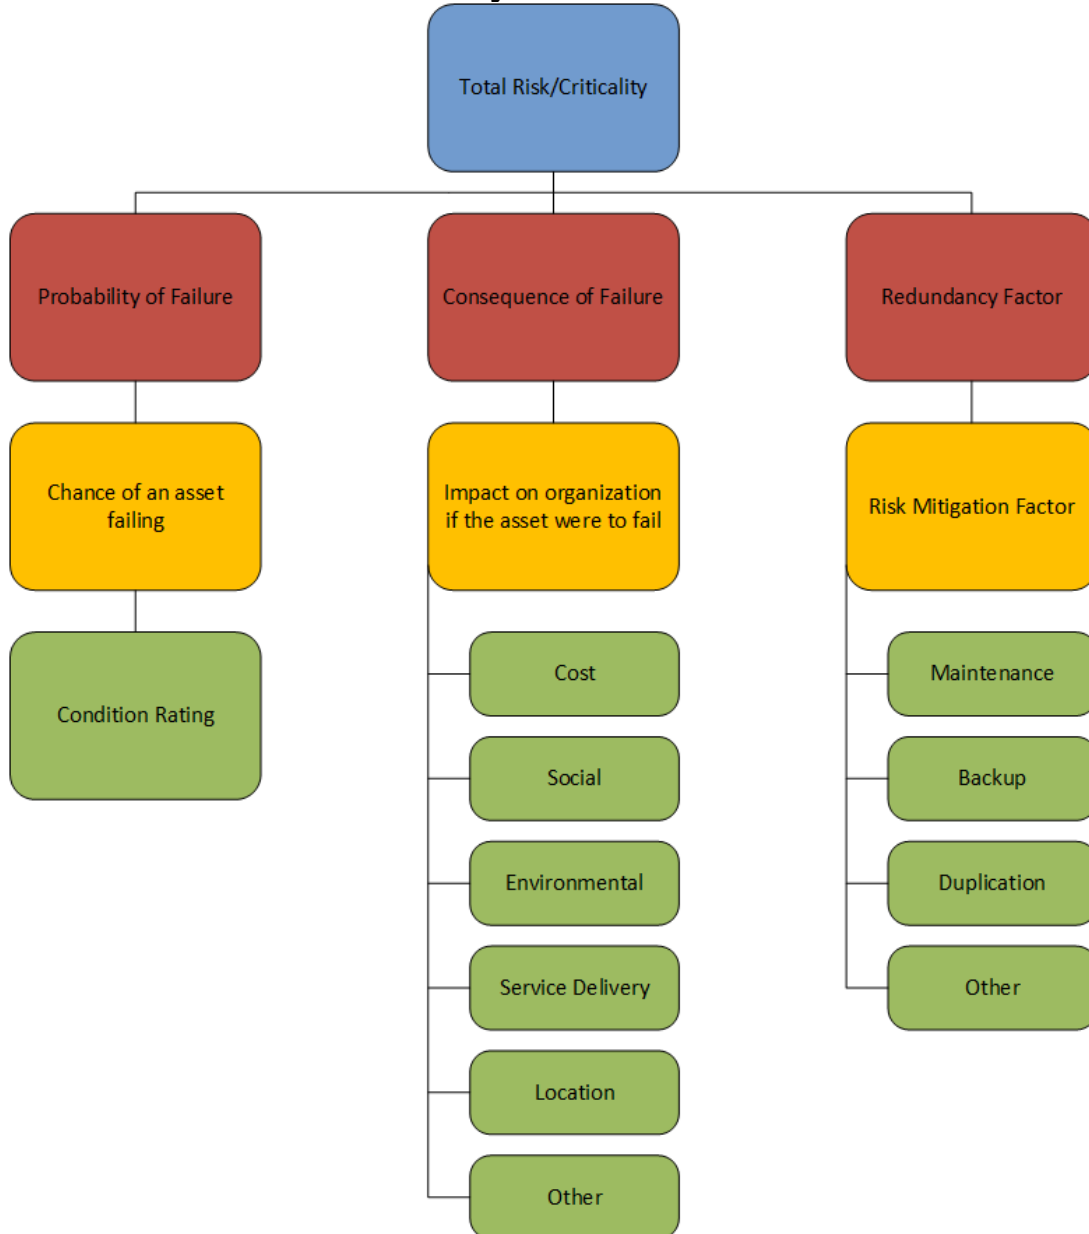 Total Risk/Criticality
Probability of Failure
Consequence of Failure
Redundancy Factor
Chance of an asset
failing
Impact on organization
if the asset were to fail
Risk Mitigation Factor
Condition Rating
Cost
Social
Environmental
Service Delivery
Location
Other
Maintenance
Backup
Duplication
Other